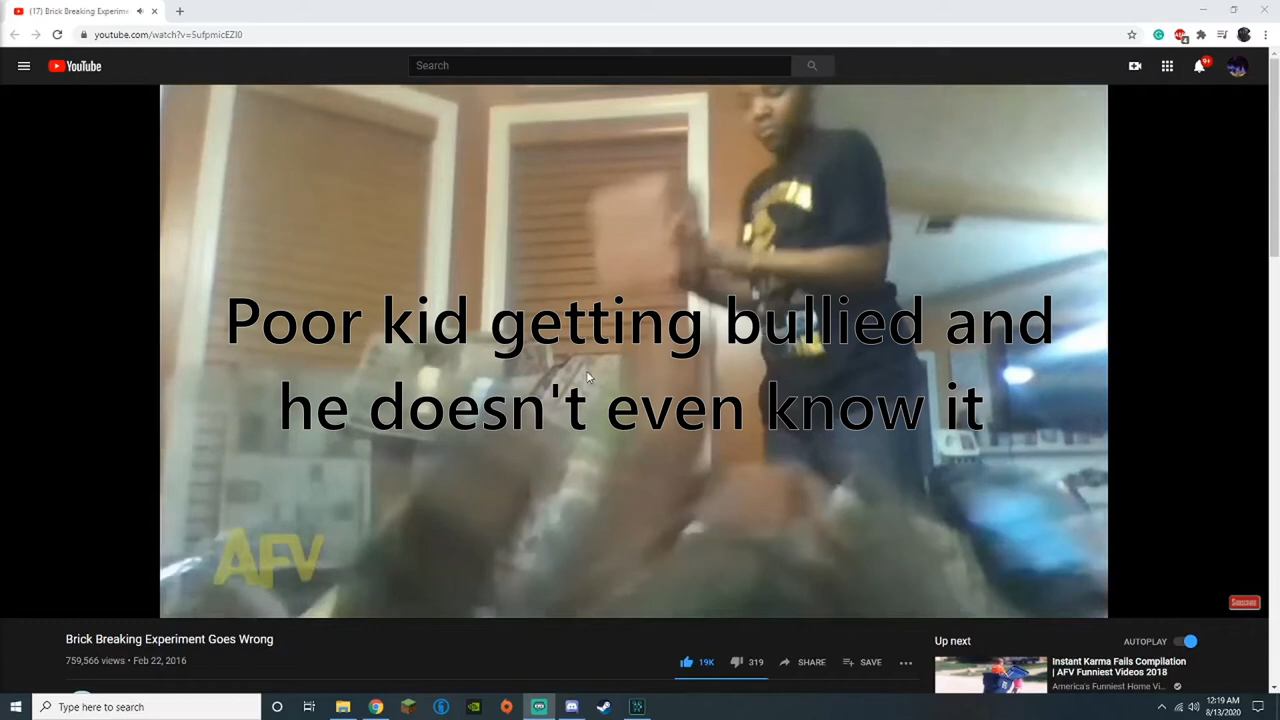 (17) Brick Breaking Experime
youtube.com/watch?v=5ufpmicEZI0
YouTube
Search
9+
Poor kid getting bullied and
he doesn't even know it
AFV
SUBSCRIBE
Brick Breaking Experiment Goes Wrong
759,566 views • Feb 22, 2016
19K
319
SHARE
SAVE
Up next
AUTOPLAY
Instant Karma Fails Compilation
| AFV Funniest Videos 2018
America's Funniest Home Vi...
Type here to search
12:19 AM
8/13/2020